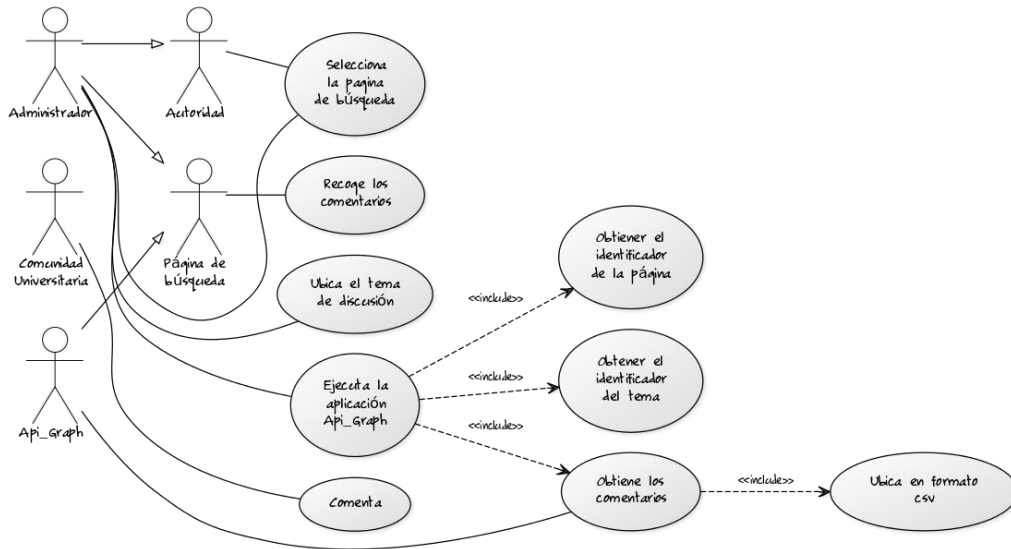 Administrador
Autoridad
Selecciona
la pagina
de búsqueda
Recoge los
comentarios
Comunidad
Universitaria
Página de
búsqueda
Ubica el tema
de discusión
Obtiener el
identificador
de la página
<<include>>
Api_Graph
Ejecuta la
aplicación
Api_Graph
<<include>>
Obtener el
identificador
del tema
<<include>>
Comenta
Obtiene los
comentarios
<<include>>
Ubica en formato
csv